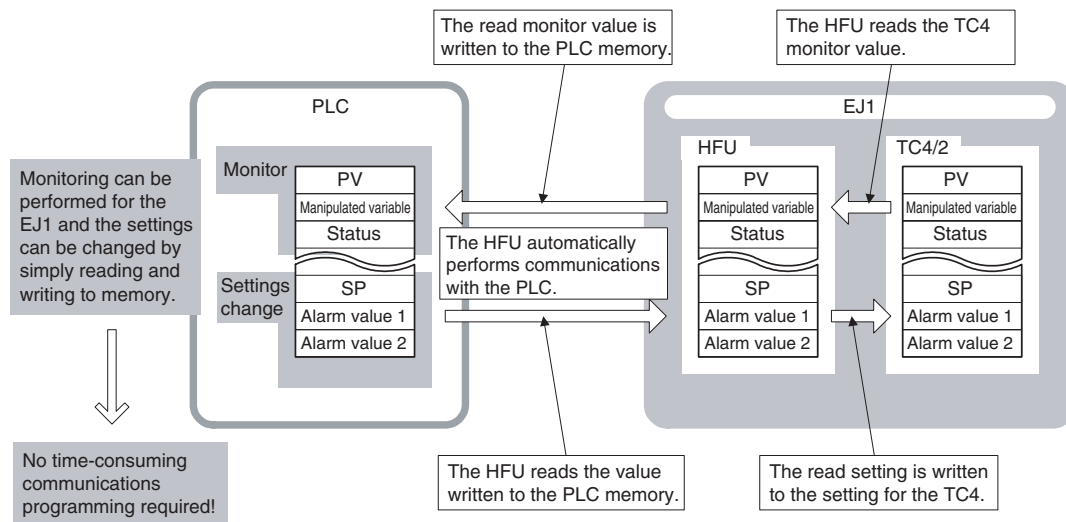 The read monitor value is
written to the PLC memory.
The HFU reads the TC4
monitor value.
PLC
EJ1
Monitoring can be
performed for the
EJ1 and the settings
can be changed by
simply reading and
writing to memory.
Monitor
PV
Manipulated variable
Status
Settings
change
SP
Alarm value 1
Alarm value 2
The HFU automatically
performs communications
with the PLC.
HFU
PV
Manipulated variable
Status
SP
Alarm value 1
Alarm value 2
TC4/2
PV
Manipulated variable
Status
SP
Alarm value 1
Alarm value 2
No time-consuming
communications
programming required!
The HFU reads the value
written to the PLC memory.
The read setting is written
to the setting for the TC4.